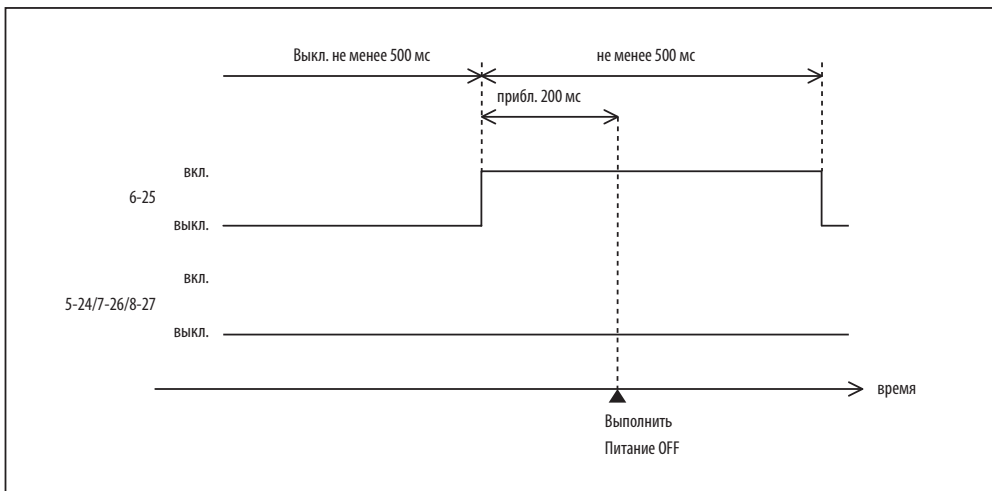 Выкл. не менее 500 мс
не менее 500 мс
прибл. 200 мс
вкл.
6-25
выкл.
вкл.
5-24/7-26/8-27
выкл.
время
Выполнить
Питание OFF